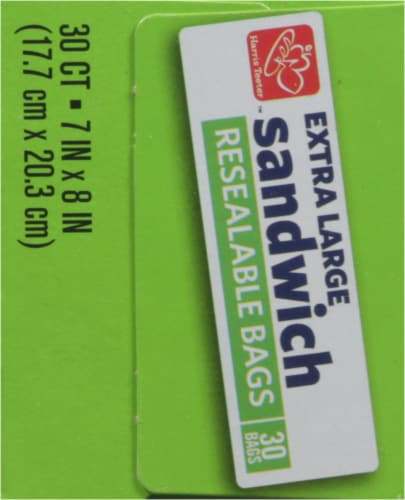 Harris Teeter™
EXTRA LARGE
sandwich
RESEALABLE BAGS
30
BAGS
30 CT ▪ 7 IN x 8 IN
(17.7 cm x 20.3 cm)